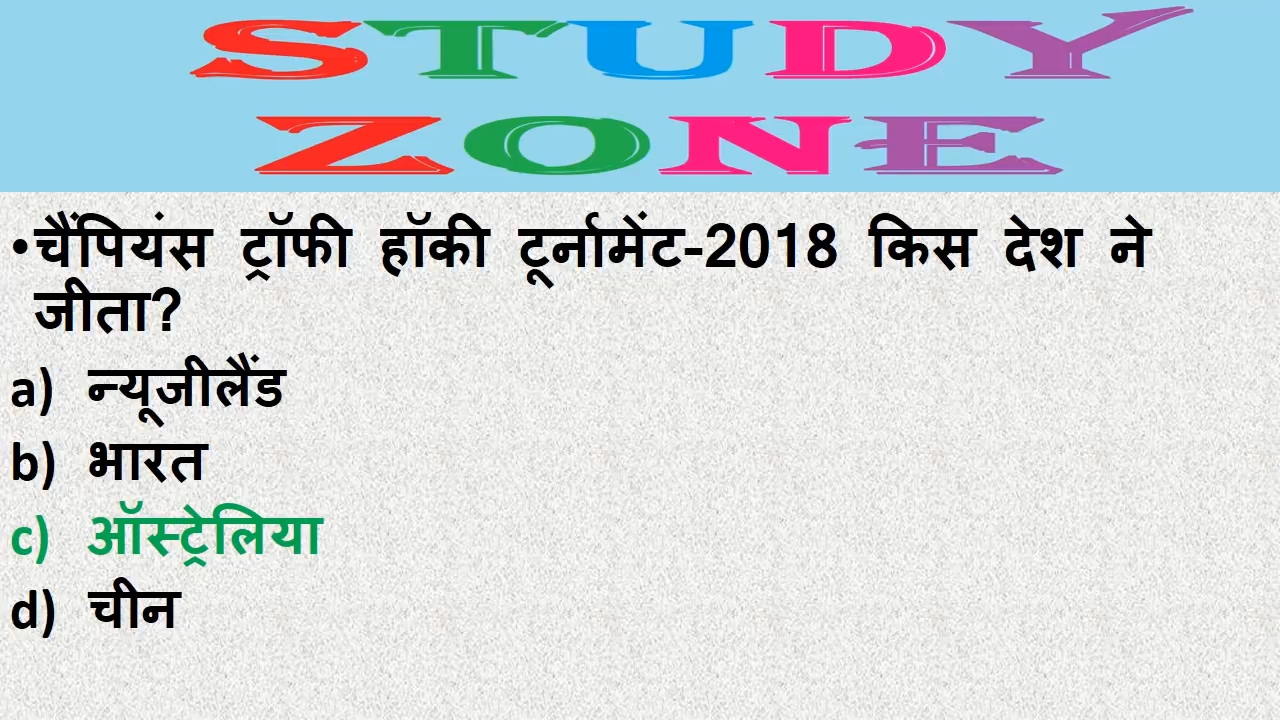 STUDY
ZONE
•चैंपियंस ट्रॉफी हॉकी टूर्नामेंट-2018 किस देश ने
जीता?
a) न्यूजीलैंड
b) भारत
c) ऑस्ट्रेलिया
d) चीन